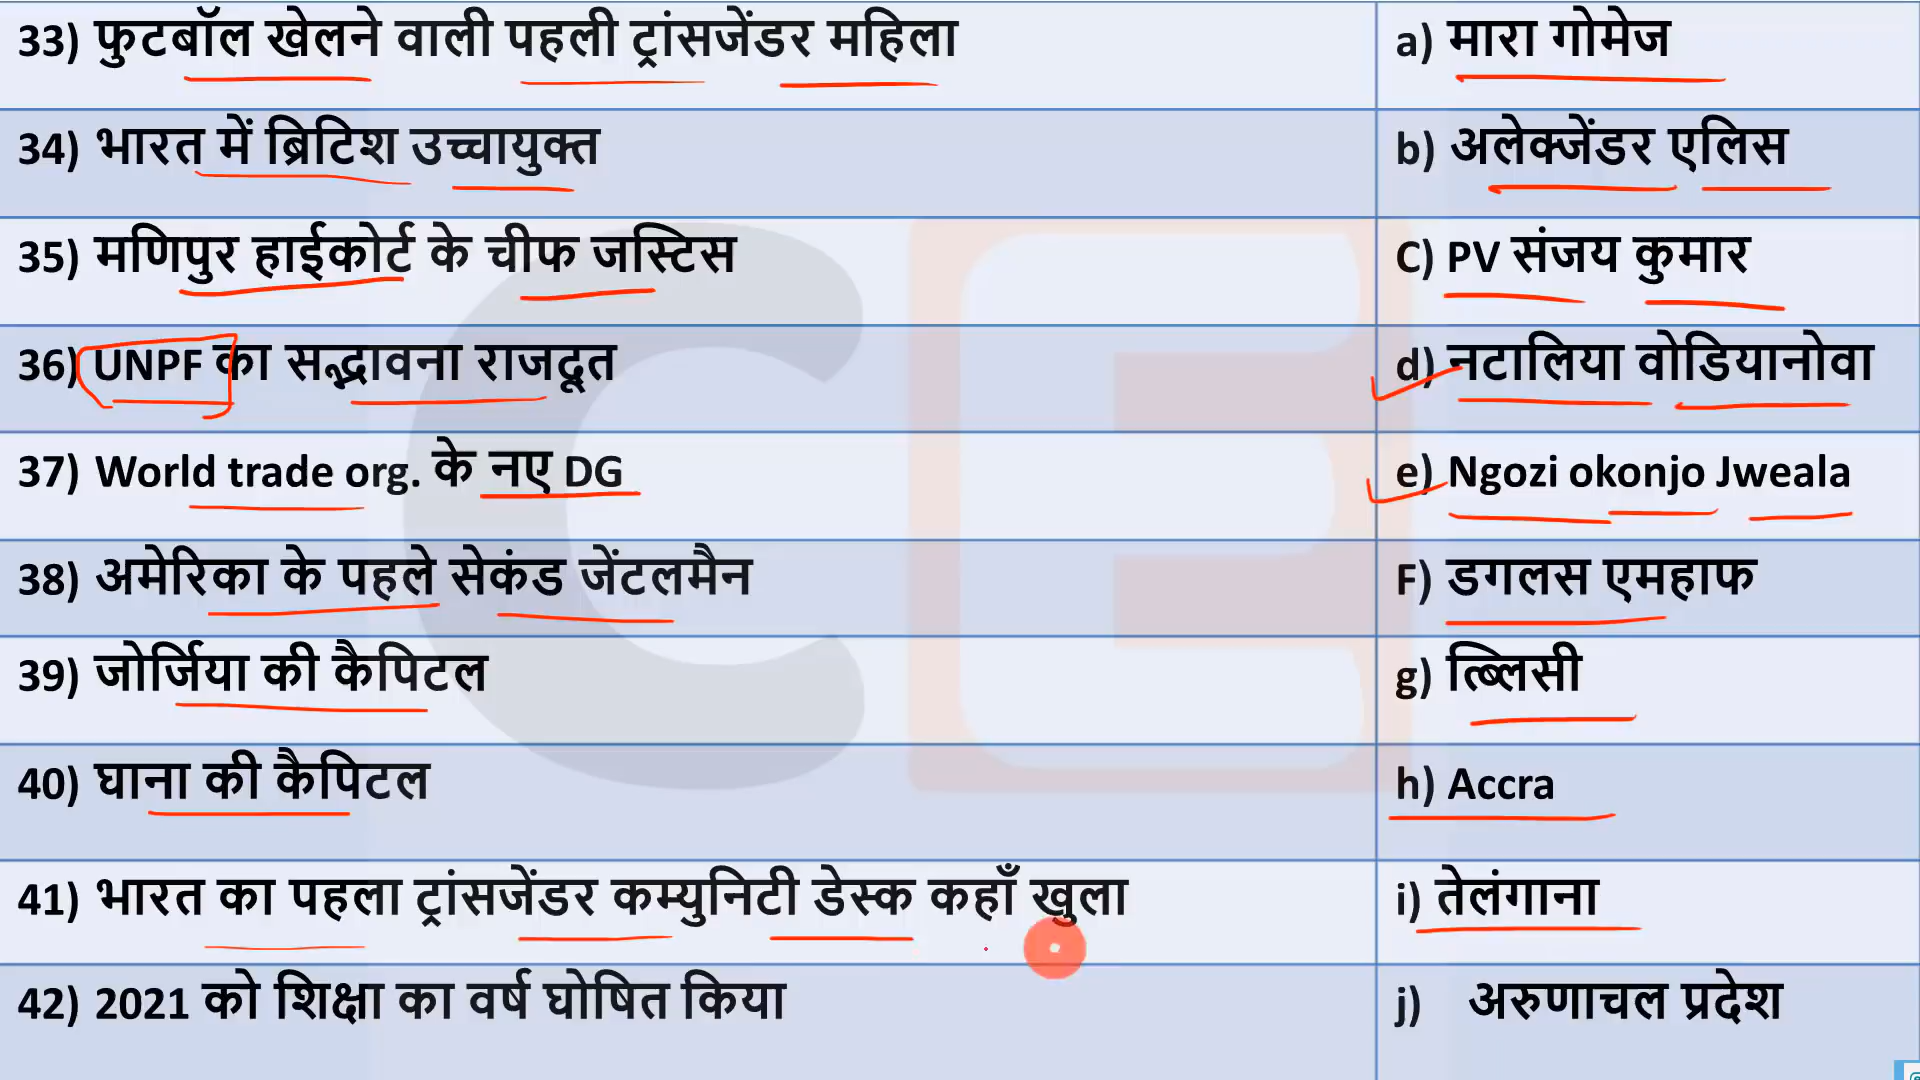 33) फुटबॉल खेलने वाली पहली ट्रांसजेंडर महिला
a) मारा गोमेज
34) भारत में ब्रिटिश उच्चायुक्त
b) अलेक्जेंडर एलिस
35) मणिपुर हाईकोर्ट के चीफ जस्टिस
C) PV संजय कुमार
36) UNPF का सद्भावना राजदूत
d) नटालिया वोडियानोवा
37) World trade org. के नए DG
e) Ngozi okonjo Jweala
38) अमेरिका के पहले सेकंड जेंटलमैन
F) डगलस एमहाफ
39) जोर्जिया की कैपिटल
g) त्ब्लिसी
40) घाना की कैपिटल
h) Accra
41) भारत का पहला ट्रांसजेंडर कम्युनिटी डेस्क कहाँ खुला
i) तेलंगाना
42) 2021 को शिक्षा का वर्ष घोषित किया
j) अरुणाचल प्रदेश
CE